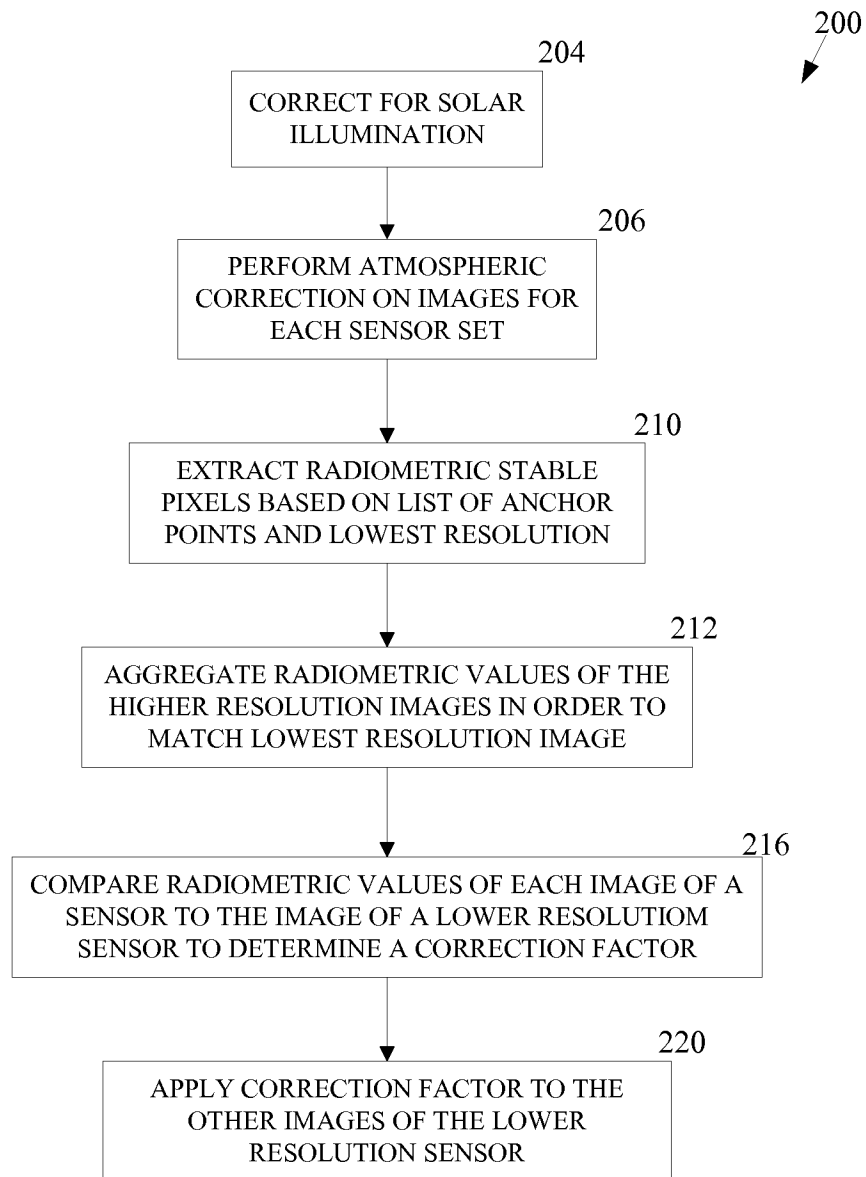 200
204
CORRECT FOR SOLAR
ILLUMINATION
206
PERFORM ATMOSPHERIC
CORRECTION ON IMAGES FOR
EACH SENSOR SET
210
EXTRACT RADIOMETRIC STABLE
PIXELS BASED ON LIST OF ANCHOR
POINTS AND LOWEST RESOLUTION
212
AGGREGATE RADIOMETRIC VALUES OF THE
HIGHER RESOLUTION IMAGES IN ORDER TO
MATCH LOWEST RESOLUTION IMAGE
216
COMPARE RADIOMETRIC VALUES OF EACH IMAGE OF A
SENSOR TO THE IMAGE OF A LOWER RESOLUTIOM
SENSOR TO DETERMINE A CORRECTION FACTOR
220
APPLY CORRECTION FACTOR TO THE
OTHER IMAGES OF THE LOWER
RESOLUTION SENSOR